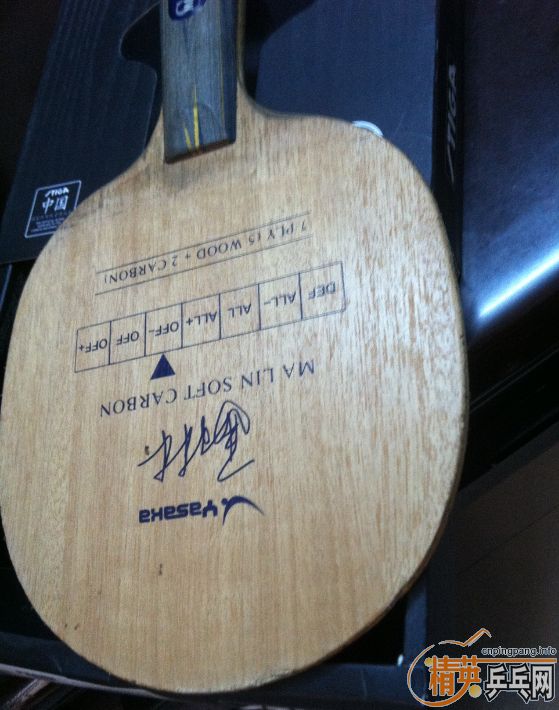 Yasaka
MA LIN SOFT CARBON
DEF ALL- ALL ALL+ OFF- OFF OFF+
7 PLY (5 WOOD + 2 CARBON)
STIGA
中国
STIGA
cnpingpang.info
精英乒乓网